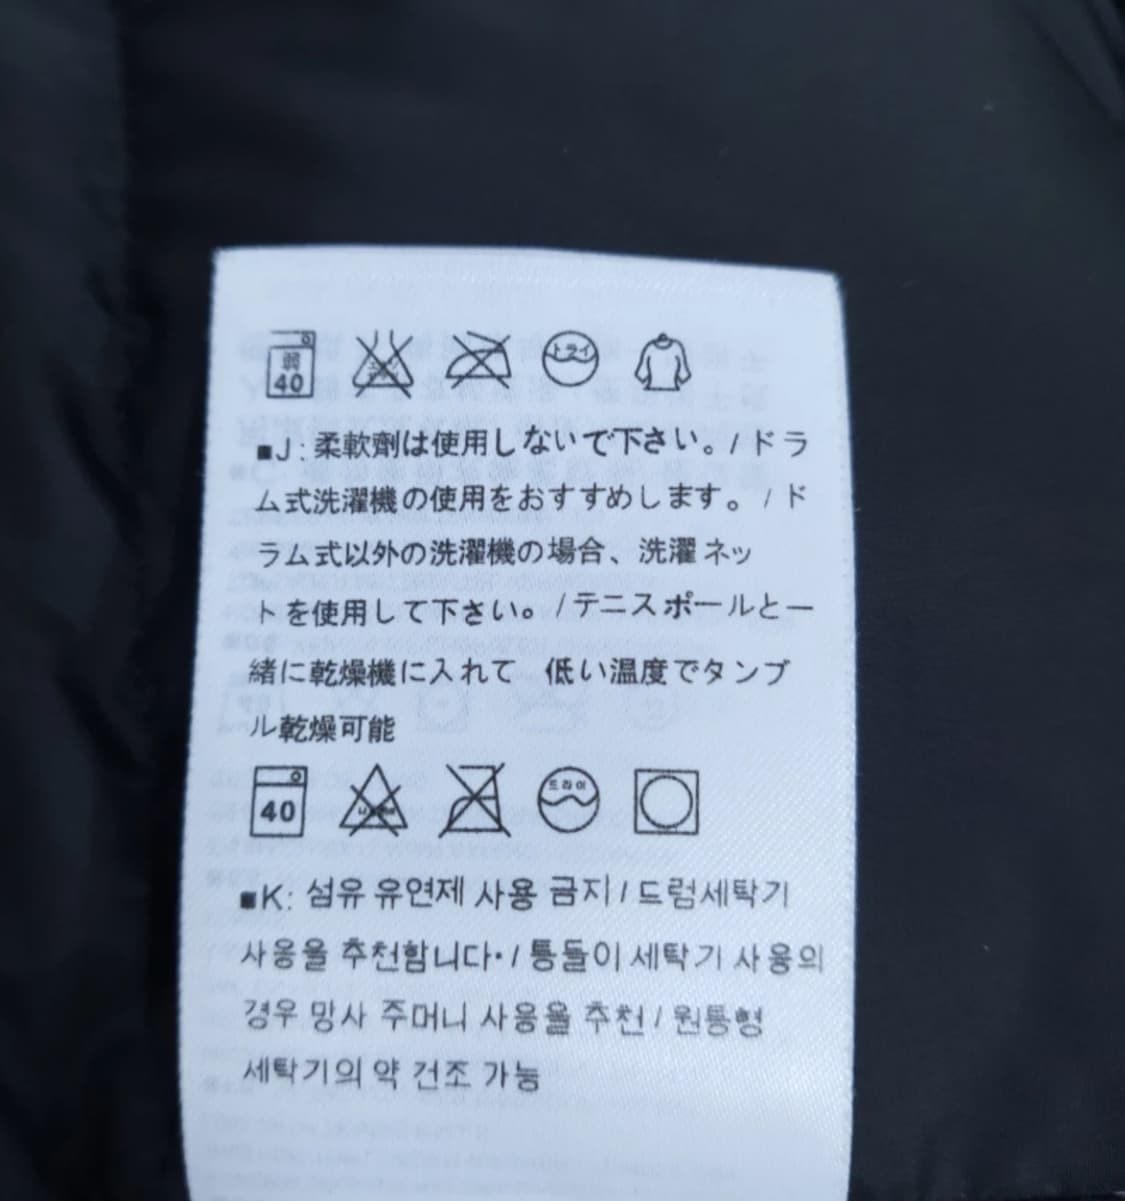 弱
40
ドライ
■J: 柔軟劑は使用しないで下さい。/ ドラ
ム式洗濯機の使用をおすすめします。/ ド
ラム式以外の洗濯機の場合、洗濯ネッ
トを使用して下さい。/ テニスポールと一
緒に乾燥機に入れて 低い温度でタンブ
ル乾燥可能
40
드라이
■K: 섬유 유연제 사용 금지 / 드럼세탁기
사용을 추천합니다. / 통돌이 세탁기 사용의
경우 망사 주머니 사용을 추천 / 원통형
세탁기의 약 건조 가능